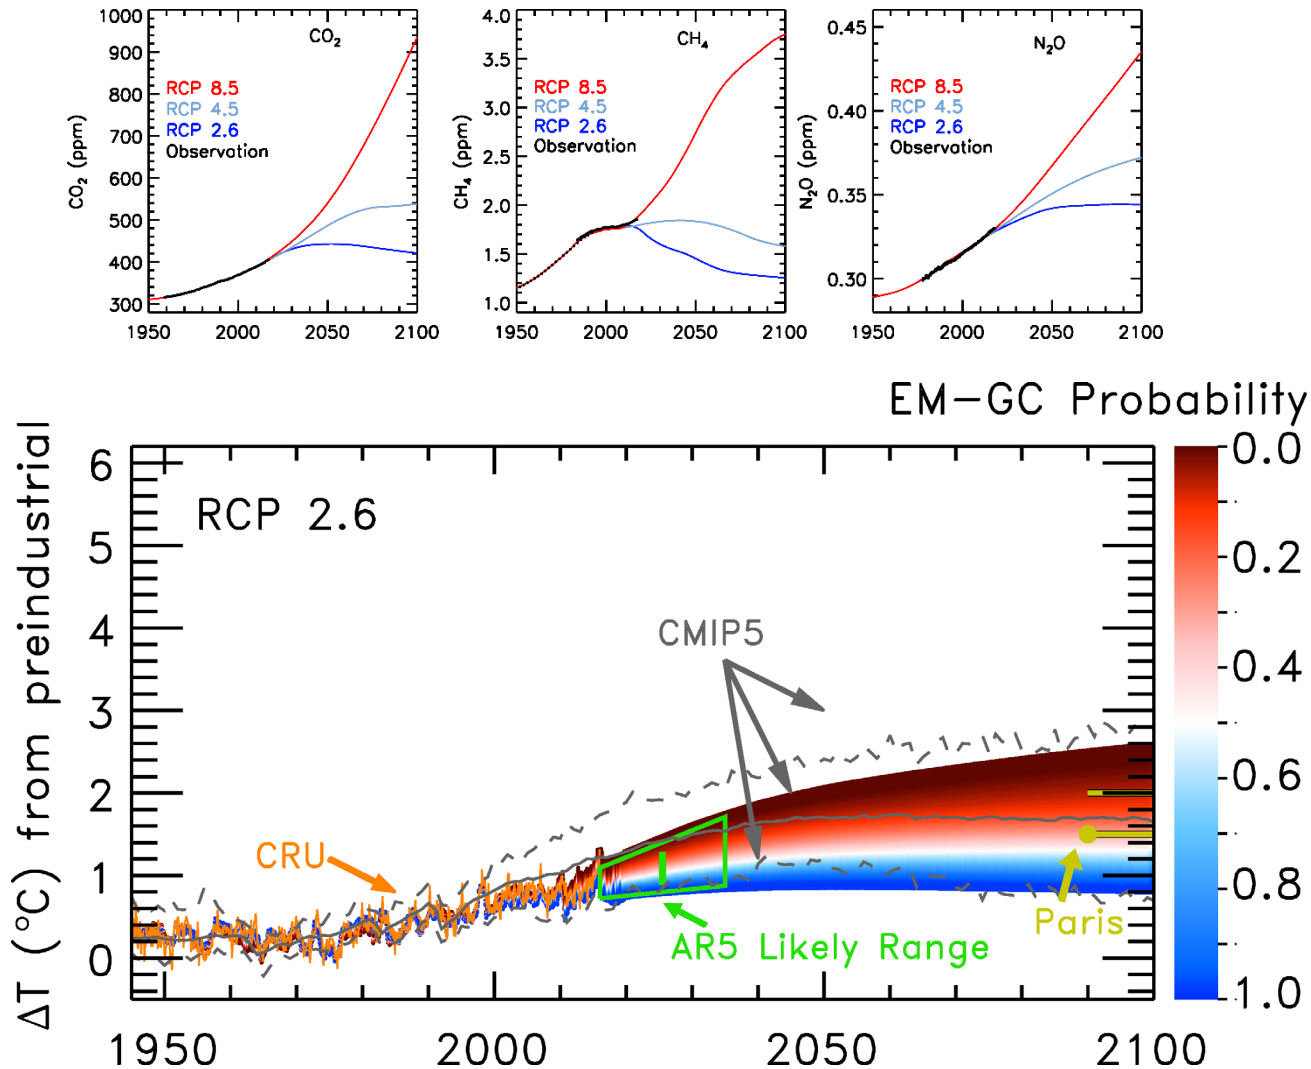 CO₂ (ppm)
1000
900
800
700
600
500
400
300
CO₂
RCP 8.5
RCP 4.5
RCP 2.6
Observation
1950 2000 2050 2100
CH₄ (ppm)
4.0
3.5
3.0
2.5
2.0
1.5
1.0
CH₄
RCP 8.5
RCP 4.5
RCP 2.6
Observation
1950 2000 2050 2100
N₂O (ppm)
0.45
0.40
0.35
0.30
N₂O
RCP 8.5
RCP 4.5
RCP 2.6
Observation
1950 2000 2050 2100
EM-GC Probability
ΔT (°C) from preindustrial
6
5
4
3
2
1
0
RCP 2.6
CMIP5
CRU
AR5 Likely Range
Paris
1950 2000 2050 2100
0.0
0.2
0.4
0.6
0.8
1.0